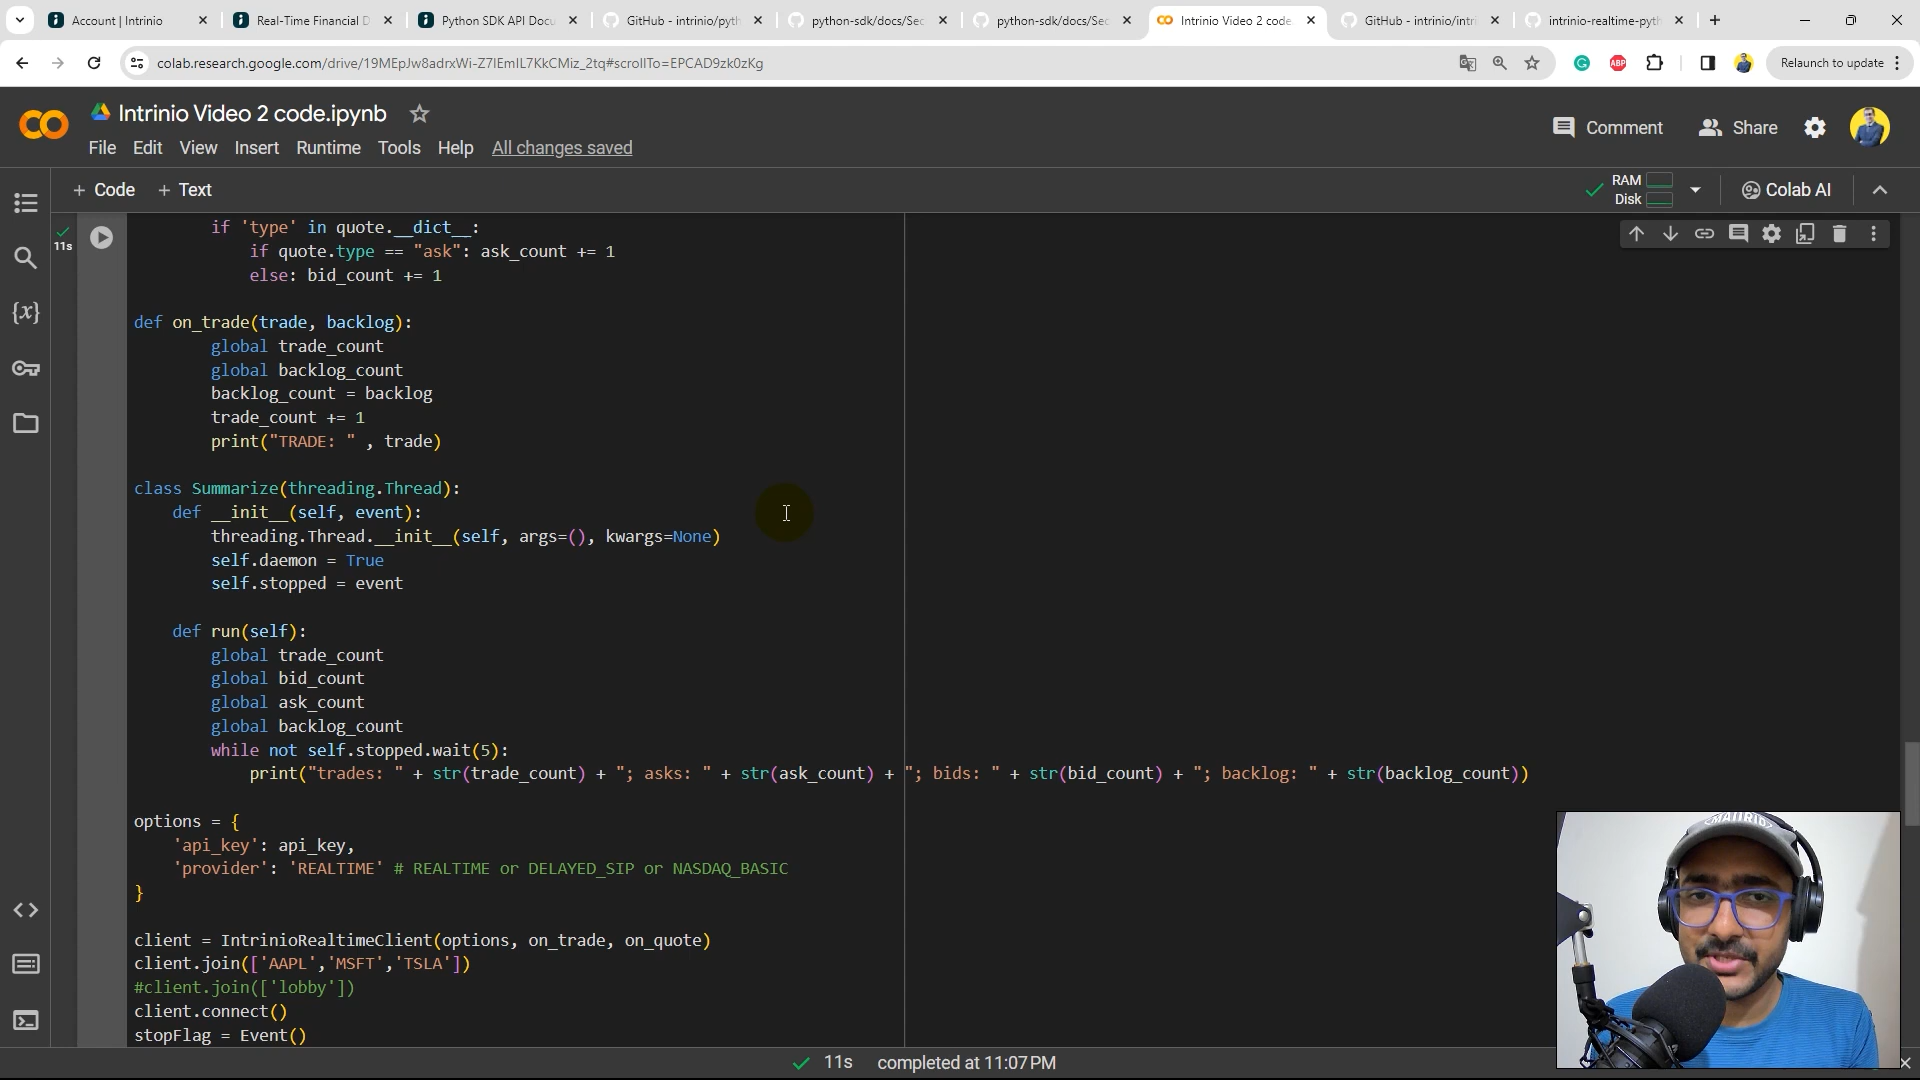 Account | Intrinio
Real-Time Financial D
Python SDK API Docu
GitHub - intrinio/pyth
python-sdk/docs/Sec
python-sdk/docs/Sec
Intrinio Video 2 code
GitHub - intrinio/intri
intrinio-realtime-pyth
colab.research.google.com/drive/19MEpJw8adrxWi-Z7lEmIL7KkCMiz_2tq#scrollTo=EPCAD9zk0zKg
ABP
Relaunch to update
Intrinio Video 2 code.ipynb
File Edit View Insert Runtime Tools Help All changes saved
Comment
Share
+ Code + Text
RAM
Disk
Colab AI
{x}
11s
if 'type' in quote.__dict__:
if quote.type == "ask": ask_count += 1
else: bid_count += 1
def on_trade(trade, backlog):
global trade_count
global backlog_count
backlog_count = backlog
trade_count += 1
print("TRADE: " , trade)
class Summarize(threading.Thread):
def __init__(self, event):
threading.Thread.__init__(self, args=(), kwargs=None)
self.daemon = True
self.stopped = event
def run(self):
global trade_count
global bid_count
global ask_count
global backlog_count
while not self.stopped.wait(5):
print("trades: " + str(trade_count) + "; asks: " + str(ask_count) + "; bids: " + str(bid_count) + "; backlog: " + str(backlog_count))
options = {
'api_key': api_key,
'provider': 'REALTIME' # REALTIME or DELAYED_SIP or NASDAQ_BASIC
}
client = IntrinioRealtimeClient(options, on_trade, on_quote)
client.join(['AAPL','MSFT','TSLA'])
#client.join(['lobby'])
client.connect()
stopFlag = Event()
11s completed at 11:07 PM